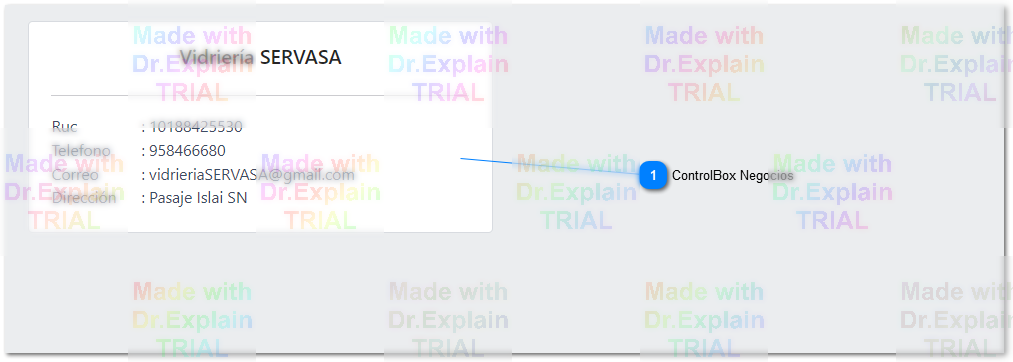 Vidriería SERVASA
Ruc : 10188425530
Telefono : 958466680
Correo : vidrieriaSERVASA@gmail.com
Dirección : Pasaje Islai SN
1 ControlBox Negocios
Made with Dr.Explain TRIAL
Made with Dr.Explain TRIAL
Made with Dr.Explain TRIAL
Made with Dr.Explain TRIAL
Made with Dr.Explain TRIAL
Made with Dr.Explain TRIAL
Made with Dr.Explain TRIAL
Made with Dr.Explain TRIAL
Made with Dr.Explain TRIAL
Made with Dr.Explain TRIAL
Made with Dr.Explain TRIAL
Made with Dr.Explain TRIAL